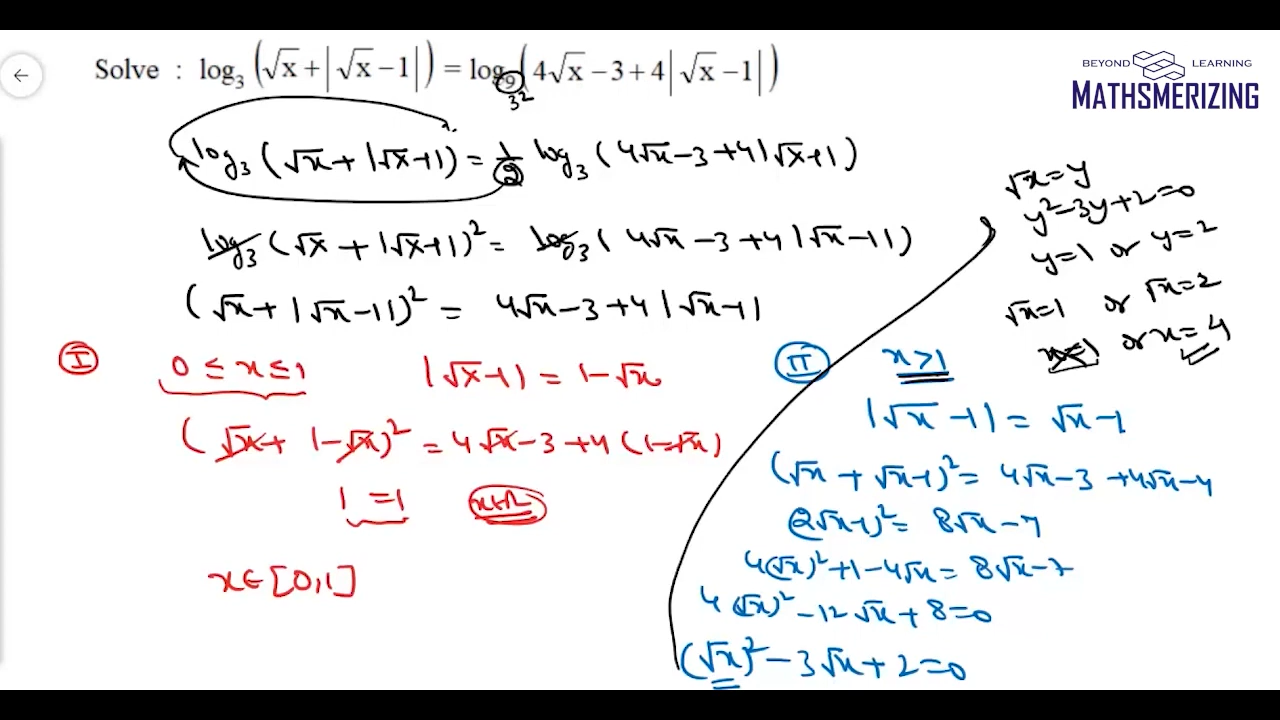 Solve : log₃ (√x + | √x − 1 |) = log₉ (4√x − 3 + 4 | √x − 1 |)
3²
BEYOND LEARNING
MATHSMERIZING
log₃ (√x + |√x-1|) = 1/2 log₃ (4√x - 3 + 4|√x-1|)
log₃ (√x + |√x-1|)² = log₃ (4√x - 3 + 4|√x-1|)
(√x + |√x-1|)² = 4√x - 3 + 4|√x-1|
I
0 ≤ x ≤ 1 |√x-1| = 1-√x
(√x + 1-√x)² = 4√x - 3 + 4(1-√x)
1 = 1 x∈R
x∈[0,1]
II
x>1
|√x - 1| = √x - 1
(√x + √x-1)² = 4√x - 3 + 4√x - 4
(2√x-1)² = 8√x - 7
4(√x)² + 1 - 4√x = 8√x - 7
4(√x)² - 12√x + 8 = 0
(√x)² - 3√x + 2 = 0
√x = y
y² - 3y + 2 = 0
y=1 or y=2
√x=1 or √x=2
x=1 or x=4